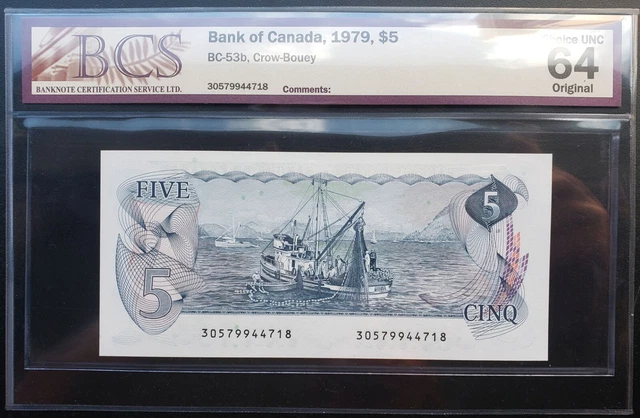 BCS
BANKNOTE CERTIFICATION SERVICE LTD.
Bank of Canada, 1979, $5
BC-53b, Crow-Bouey
30579944718 Comments:
Choice UNC
64
Original
FIVE
5
5
CINQ
30579944718 30579944718